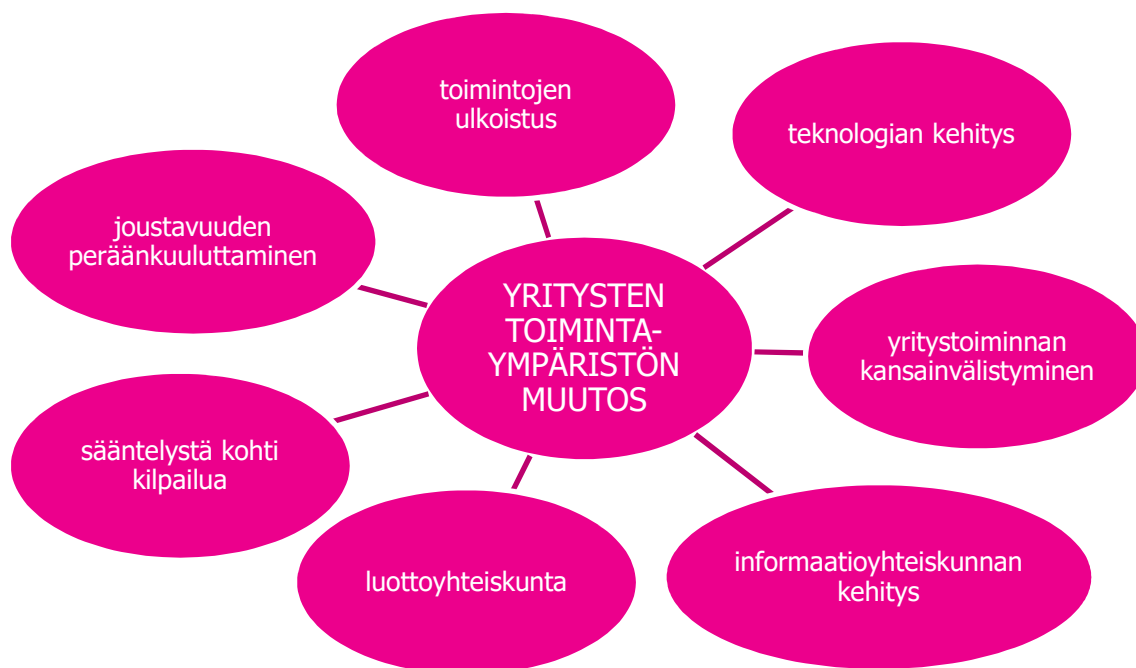 toimintojen
ulkoistus
teknologian kehitys
joustavuuden
peräänkuuluttaminen
YRITYSTEN
TOIMINTA-
YMPÄRISTÖN
MUUTOS
yritystoiminnan
kansainvälistyminen
sääntelystä kohti
kilpailua
luottoyhteiskunta
informaatioyhteiskunnan
kehitys